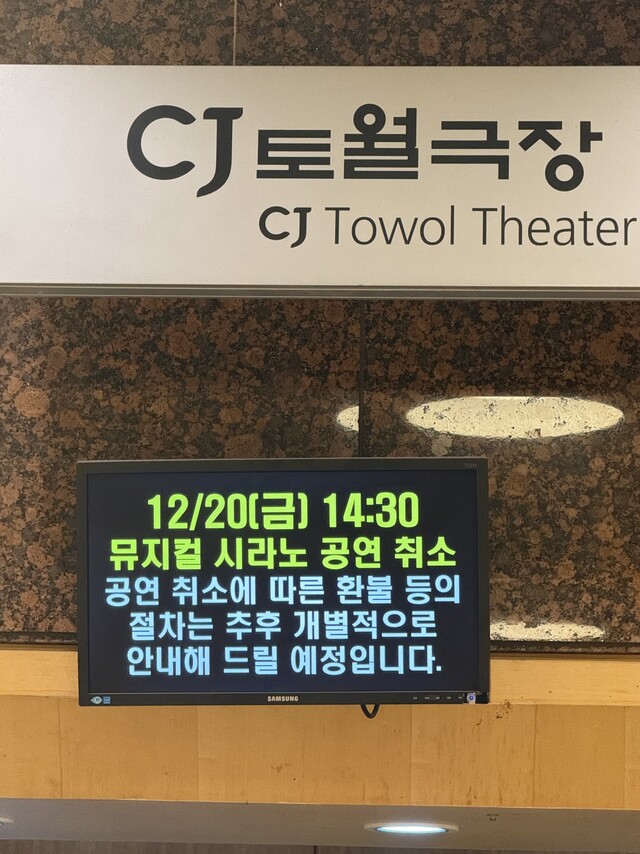 CJ 토월극장
CJ Towol Theater
12/20(금) 14:30
뮤지컬 시라노 공연 취소
공연 취소에 따른 환불 등의
절차는 추후 개별적으로
안내해 드릴 예정입니다.
SAMSUNG